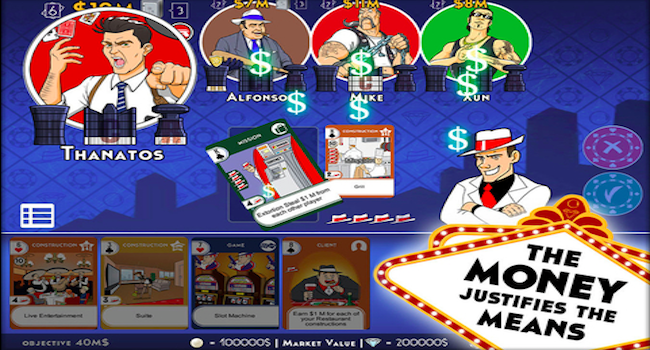 $7M
$11M
$8M
THANATOS
ALFONSO
MIKE
XUN
MISSION
Extortion Steal $1 M from
each other player
CONSTRUCTION
Grill
CONSTRUCTION
Live Entertainment
CONSTRUCTION
Suite
GAME
Slot Machine
CLIENT
Earn $1 M for each of
your Restaurant
constructions
THE
MONEY
JUSTIFIES THE
MEANS
OBJECTIVE 40M$
= 100000$ | MARKET VALUE | = 200000$